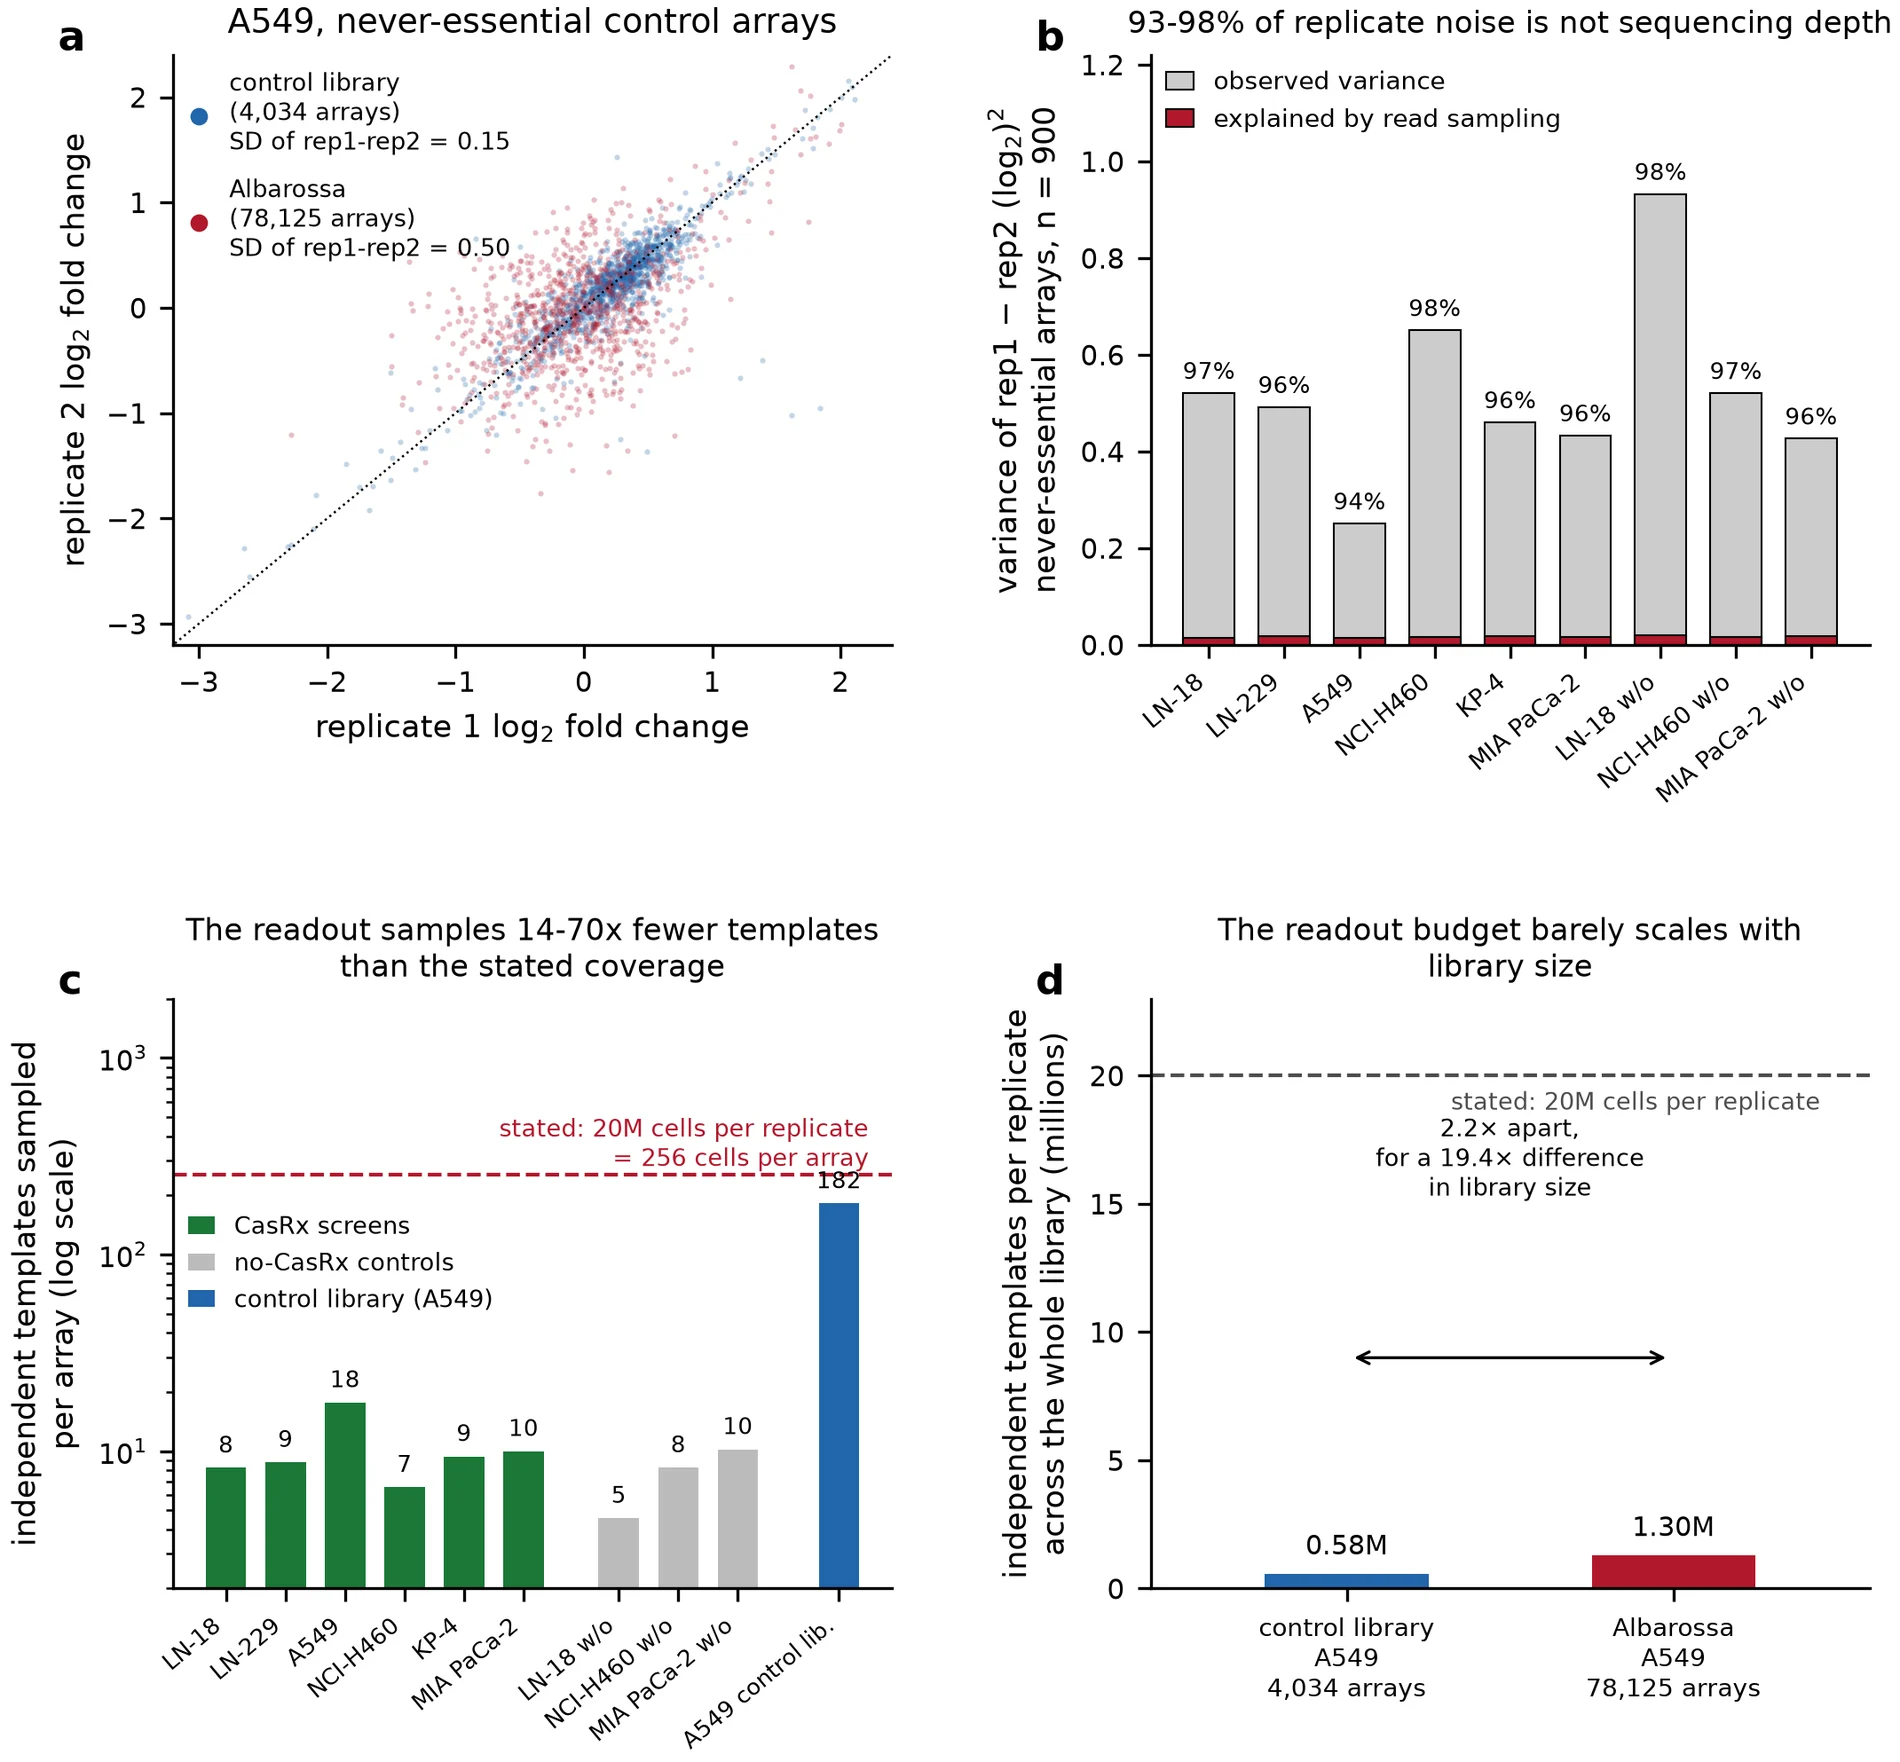 a
A549, never-essential control arrays
control library
(4,034 arrays)
SD of rep1-rep2 = 0.15
Albarossa
(78,125 arrays)
SD of rep1-rep2 = 0.50
replicate 2 log₂ fold change
2
1
0
−1
−2
−3
−3
−2
−1
0
1
2
replicate 1 log₂ fold change
b
93-98% of replicate noise is not sequencing depth
observed variance
explained by read sampling
variance of rep1 − rep2 (log₂)²
never-essential arrays, n = 900
1.2
1.0
0.8
0.6
0.4
0.2
0.0
97%
96%
94%
98%
96%
96%
98%
97%
96%
LN-18
LN-229
A549
NCI-H460
KP-4
MIA PaCa-2
LN-18 w/o
NCI-H460 w/o
MIA PaCa-2 w/o
c
The readout samples 14-70x fewer templates
than the stated coverage
independent templates sampled
per array (log scale)
10³
10²
10¹
stated: 20M cells per replicate
= 256 cells per array
CasRx screens
no-CasRx controls
control library (A549)
8
9
18
7
9
10
5
8
10
182
LN-18
LN-229
A549
NCI-H460
KP-4
MIA PaCa-2
LN-18 w/o
NCI-H460 w/o
MIA PaCa-2 w/o
A549 control lib.
d
The readout budget barely scales with
library size
independent templates per replicate
across the whole library (millions)
20
15
10
5
0
stated: 20M cells per replicate
2.2× apart,
for a 19.4× difference
in library size
0.58M
1.30M
control library
A549
4,034 arrays
Albarossa
A549
78,125 arrays